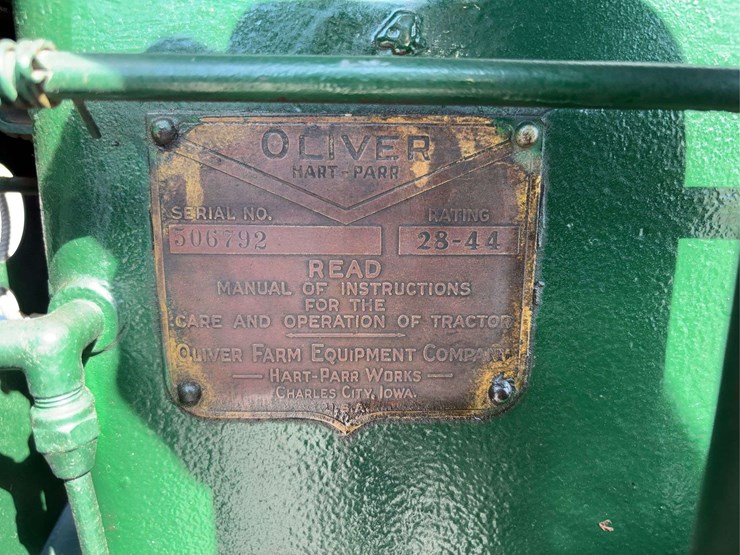 4
OLIVER
HART-PARR
SERIAL NO. RATING
506792 28-44
READ
MANUAL OF INSTRUCTIONS
FOR THE
CARE AND OPERATION OF TRACTOR
OLIVER FARM EQUIPMENT COMPANY
— HART-PARR WORKS —
CHARLES CITY, IOWA.
U.S.A.